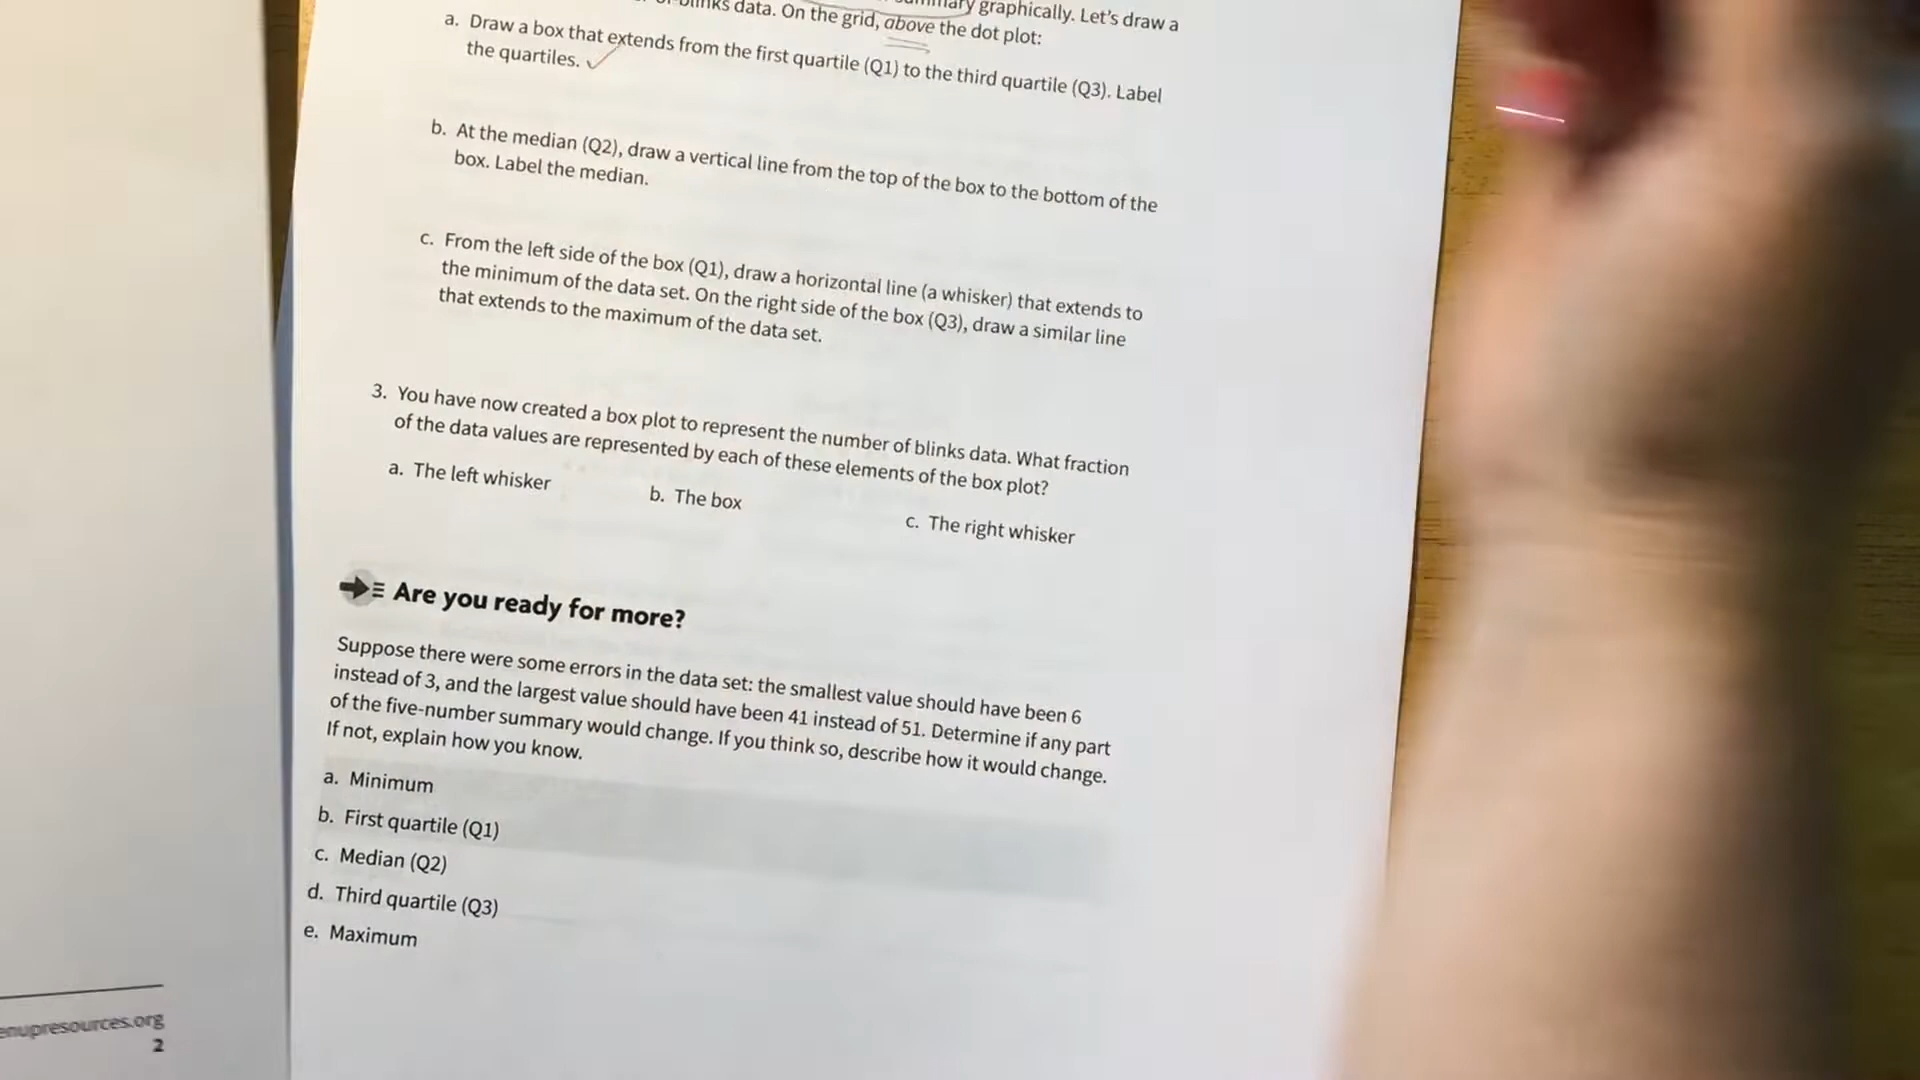 graphically. Let's draw a
data. On the grid, above the dot plot:
a. Draw a box that extends from the first quartile (Q1) to the third quartile (Q3). Label
the quartiles.
b. At the median (Q2), draw a vertical line from the top of the box to the bottom of the
box. Label the median.
c. From the left side of the box (Q1), draw a horizontal line (a whisker) that extends to
the minimum of the data set. On the right side of the box (Q3), draw a similar line
that extends to the maximum of the data set.
3. You have now created a box plot to represent the number of blinks data. What fraction
of the data values are represented by each of these elements of the box plot?
a. The left whisker
b. The box
c. The right whisker
Are you ready for more?
Suppose there were some errors in the data set: the smallest value should have been 6
instead of 3, and the largest value should have been 41 instead of 51. Determine if any part
of the five-number summary would change. If you think so, describe how it would change.
If not, explain how you know.
a. Minimum
b. First quartile (Q1)
c. Median (Q2)
d. Third quartile (Q3)
e. Maximum
enupresources.org
2